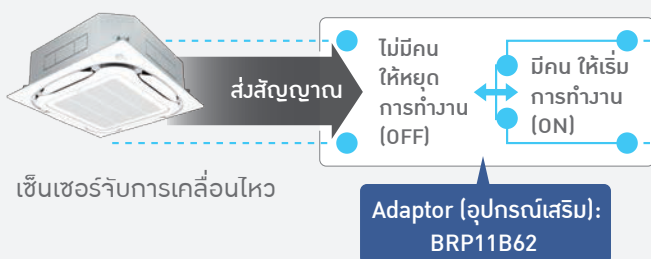 ส่งสัญญาณ
ไม่มีคน
ให้หยุด
การทำงาน
(OFF)
มีคน ให้เริ่ม
การทำงาน
(ON)
เซ็นเซอร์จับการเคลื่อนไหว
Adaptor (อุปกรณ์เสริม):
BRP11B62